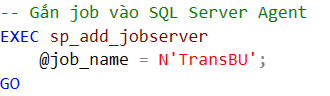 -- Gắn job vào SQL Server Agent
EXEC sp_add_jobserver
@job_name = N'TransBU';
GO